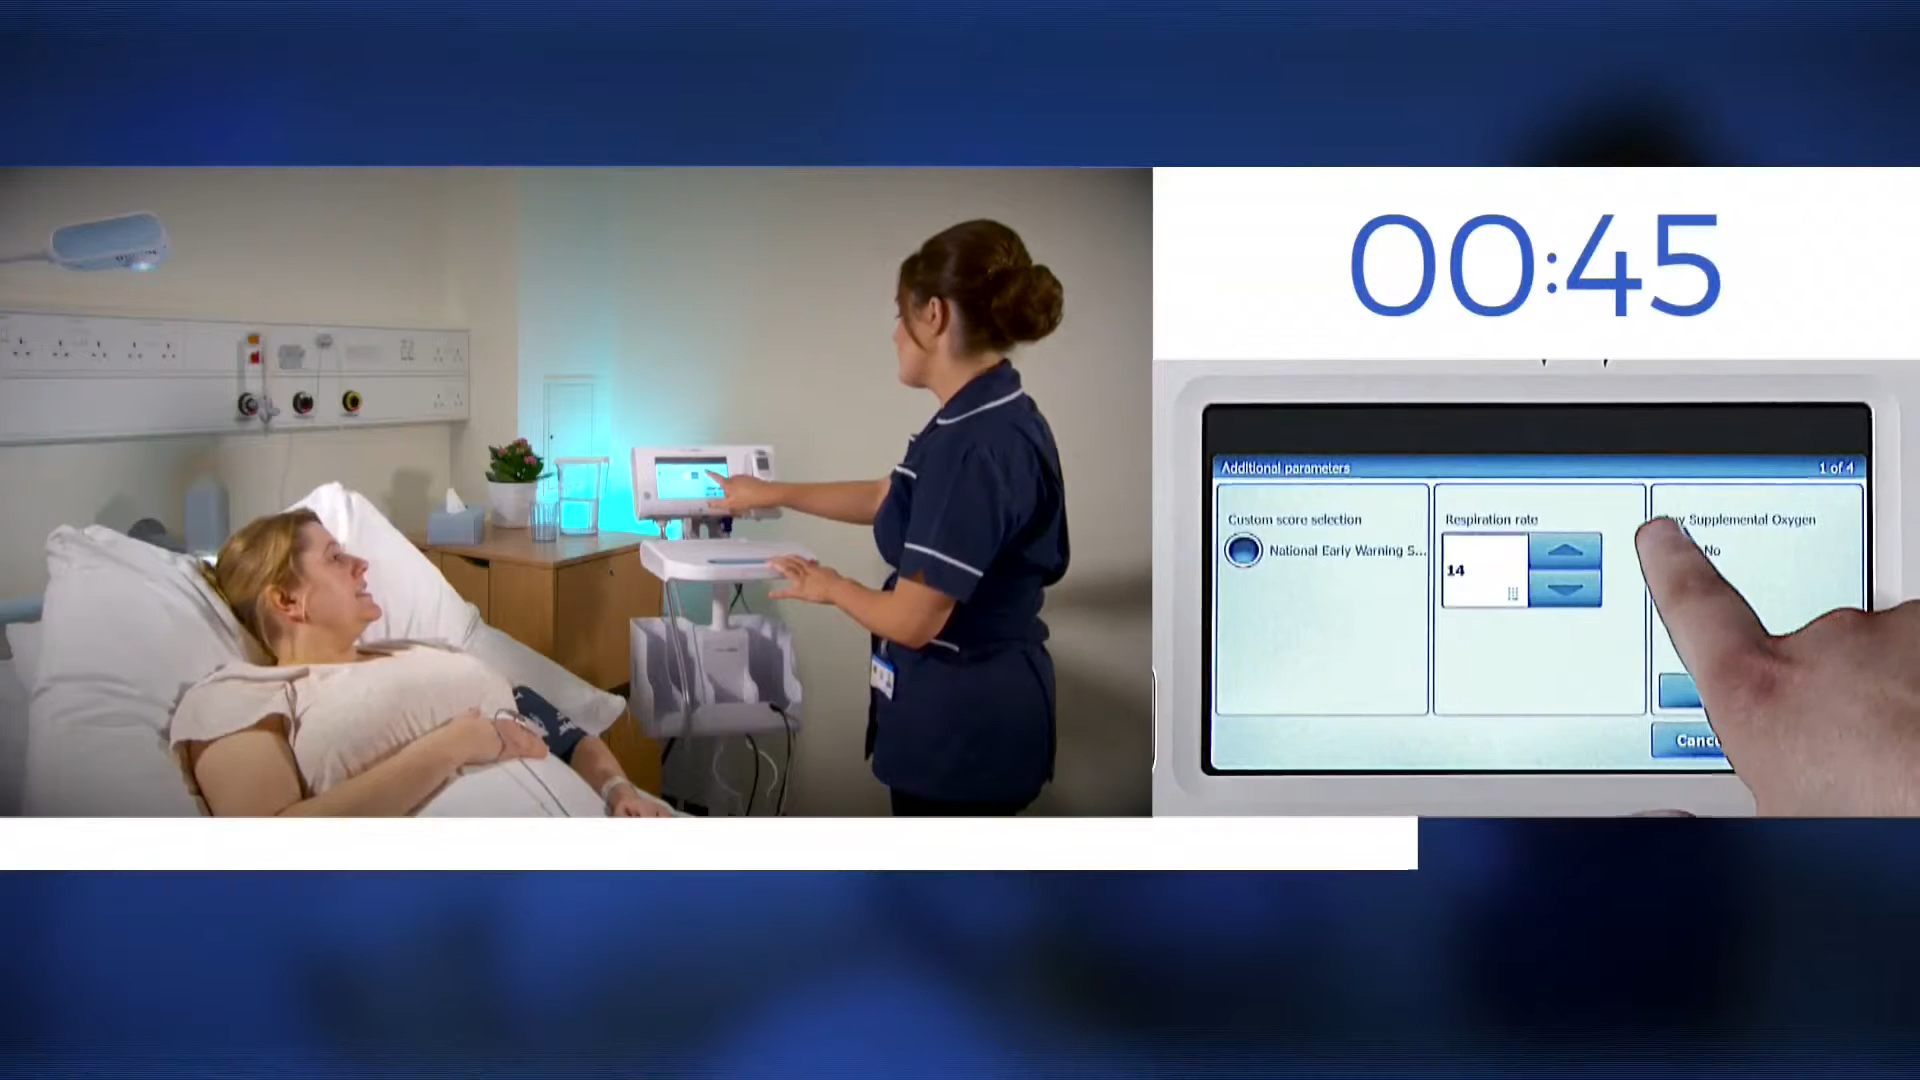 00:45
Additional parameters 1 of 4
Custom score selection
National Early Warning S...
Respiration rate
14
Supplemental Oxygen
No